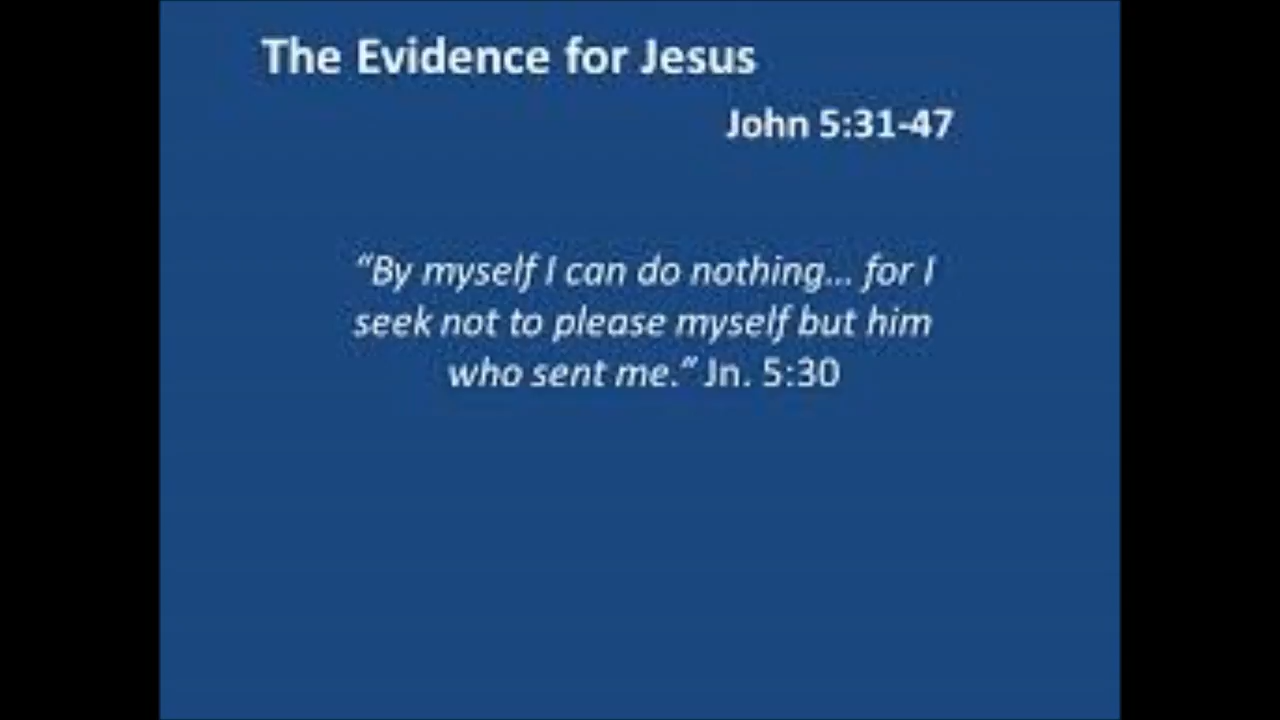 The Evidence for Jesus
John 5:31-47
“By myself I can do nothing... for I
seek not to please myself but him
who sent me.” Jn. 5:30